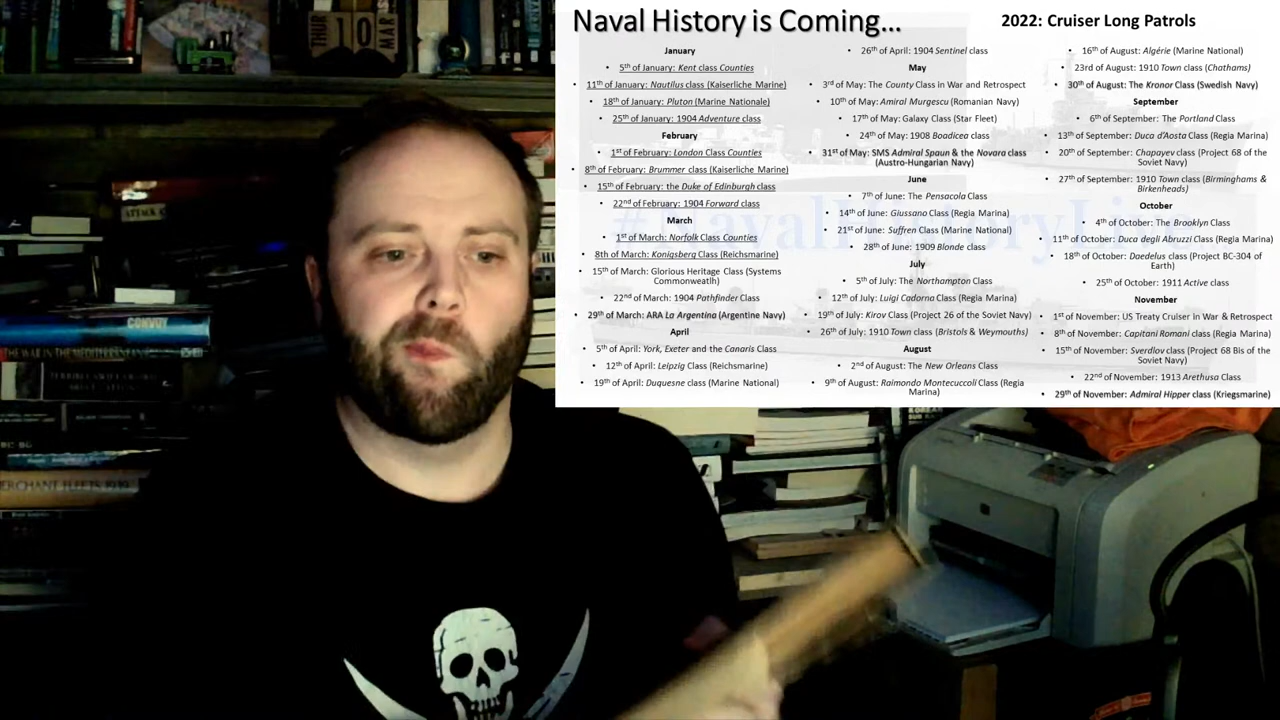 Naval History is Coming...
2022: Cruiser Long Patrols
January
• 5th of January: Kent class Counties
• 11th of January: Nautilus class (Kaiserliche Marine)
• 18th of January: Pluton (Marine Nationale)
• 25th of January: 1904 Adventure class
February
• 1st of February: London Class Counties
• 8th of February: Brummer class (Kaiserliche Marine)
• 15th of February: the Duke of Edinburgh class
• 22nd of February: 1904 Forward class
March
• 1st of March: Norfolk Class Counties
• 8th of March: Konigsberg Class (Reichsmarine)
• 15th of March: Glorious Heritage Class (Systems
Commonwealth)
• 22nd of March: 1904 Pathfinder Class
• 29th of March: ARA La Argentina (Argentine Navy)
April
• 5th of April: York, Exeter and the Canaris Class
• 12th of April: Leipzig Class (Reichsmarine)
• 19th of April: Duquesne class (Marine National)
• 26th of April: 1904 Sentinel class
May
• 3rd of May: The County Class in War and Retrospect
• 10th of May: Amiral Murgescu (Romanian Navy)
• 17th of May: Galaxy Class (Star Fleet)
• 24th of May: 1908 Boadicea class
• 31st of May: SMS Admiral Spaun & the Novara class
(Austro-Hungarian Navy)
June
• 7th of June: The Pensacola Class
• 14th of June: Giussano Class (Regia Marina)
• 21st of June: Suffren Class (Marine National)
• 28th of June: 1909 Blonde class
July
• 5th of July: The Northampton Class
• 12th of July: Luigi Cadorna Class (Regia Marina)
• 19th of July: Kirov Class (Project 26 of the Soviet Navy)
• 26th of July: 1910 Town class (Bristols & Weymouths)
August
• 2nd of August: The New Orleans Class
• 9th of August: Raimondo Montecuccoli Class (Regia
Marina)
• 16th of August: Algérie (Marine National)
• 23rd of August: 1910 Town class (Chathams)
• 30th of August: The Kronor Class (Swedish Navy)
September
• 6th of September: The Portland Class
• 13th of September: Duca d'Aosta Class (Regia Marina)
• 20th of September: Chapayev class (Project 68 of the
Soviet Navy)
• 27th of September: 1910 Town class (Birminghams &
Birkenheads)
October
• 4th of October: The Brooklyn Class
• 11th of October: Duca degli Abruzzi Class (Regia Marina)
• 18th of October: Daedelus class (Project BC-304 of
Earth)
• 25th of October: 1911 Active class
November
• 1st of November: US Treaty Cruiser in War & Retrospect
• 8th of November: Capitani Romani class (Regia Marina)
• 15th of November: Sverdlov class (Project 68 Bis of the
Soviet Navy)
• 22nd of November: 1913 Arethusa Class
• 29th of November: Admiral Hipper class (Kriegsmarine)
#NavalHistoryLive
THUR
10
MAR
ATTACK
CONVOY
THE WAR IN THE MEDITERRANEAN
MERCHANT FLEETS 1939
hp